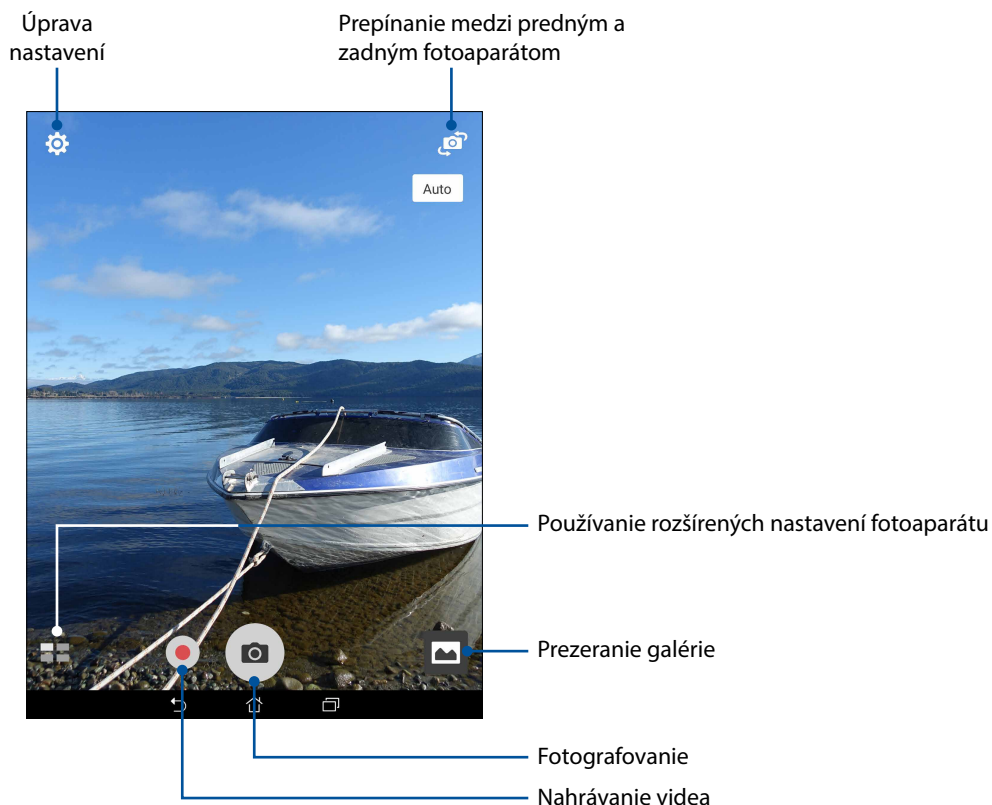 Úprava
nastavení
Prepínanie medzi predným a
zadným fotoaparátom
Auto
Používanie rozšírených nastavení fotoaparátu
Prezeranie galérie
Fotografovanie
Nahrávanie videa